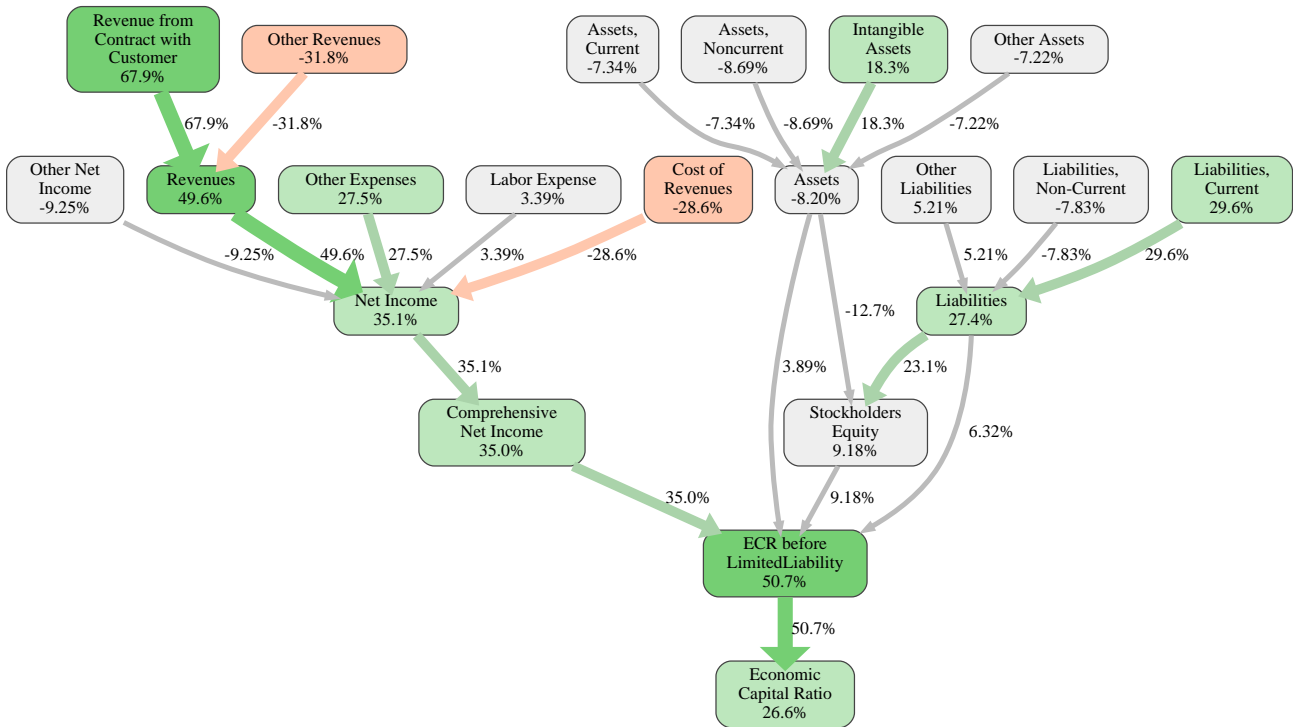 Revenue from
Contract with
Customer
67.9%
Other Revenues
-31.8%
Assets,
Current
-7.34%
Assets,
Noncurrent
-8.69%
Intangible
Assets
18.3%
Other Assets
-7.22%
67.9%
-31.8%
-7.34%
-8.69%
18.3%
-7.22%
Other Net
Income
-9.25%
Revenues
49.6%
Other Expenses
27.5%
Labor Expense
3.39%
Cost of
Revenues
-28.6%
Assets
-8.20%
Other
Liabilities
5.21%
Liabilities,
Non-Current
-7.83%
Liabilities,
Current
29.6%
-9.25%
49.6%
27.5%
3.39%
-28.6%
5.21%
-7.83%
29.6%
Net Income
35.1%
-12.7%
Liabilities
27.4%
35.1%
3.89%
23.1%
Comprehensive
Net Income
35.0%
Stockholders
Equity
9.18%
6.32%
35.0%
9.18%
ECR before
LimitedLiability
50.7%
50.7%
Economic
Capital Ratio
26.6%